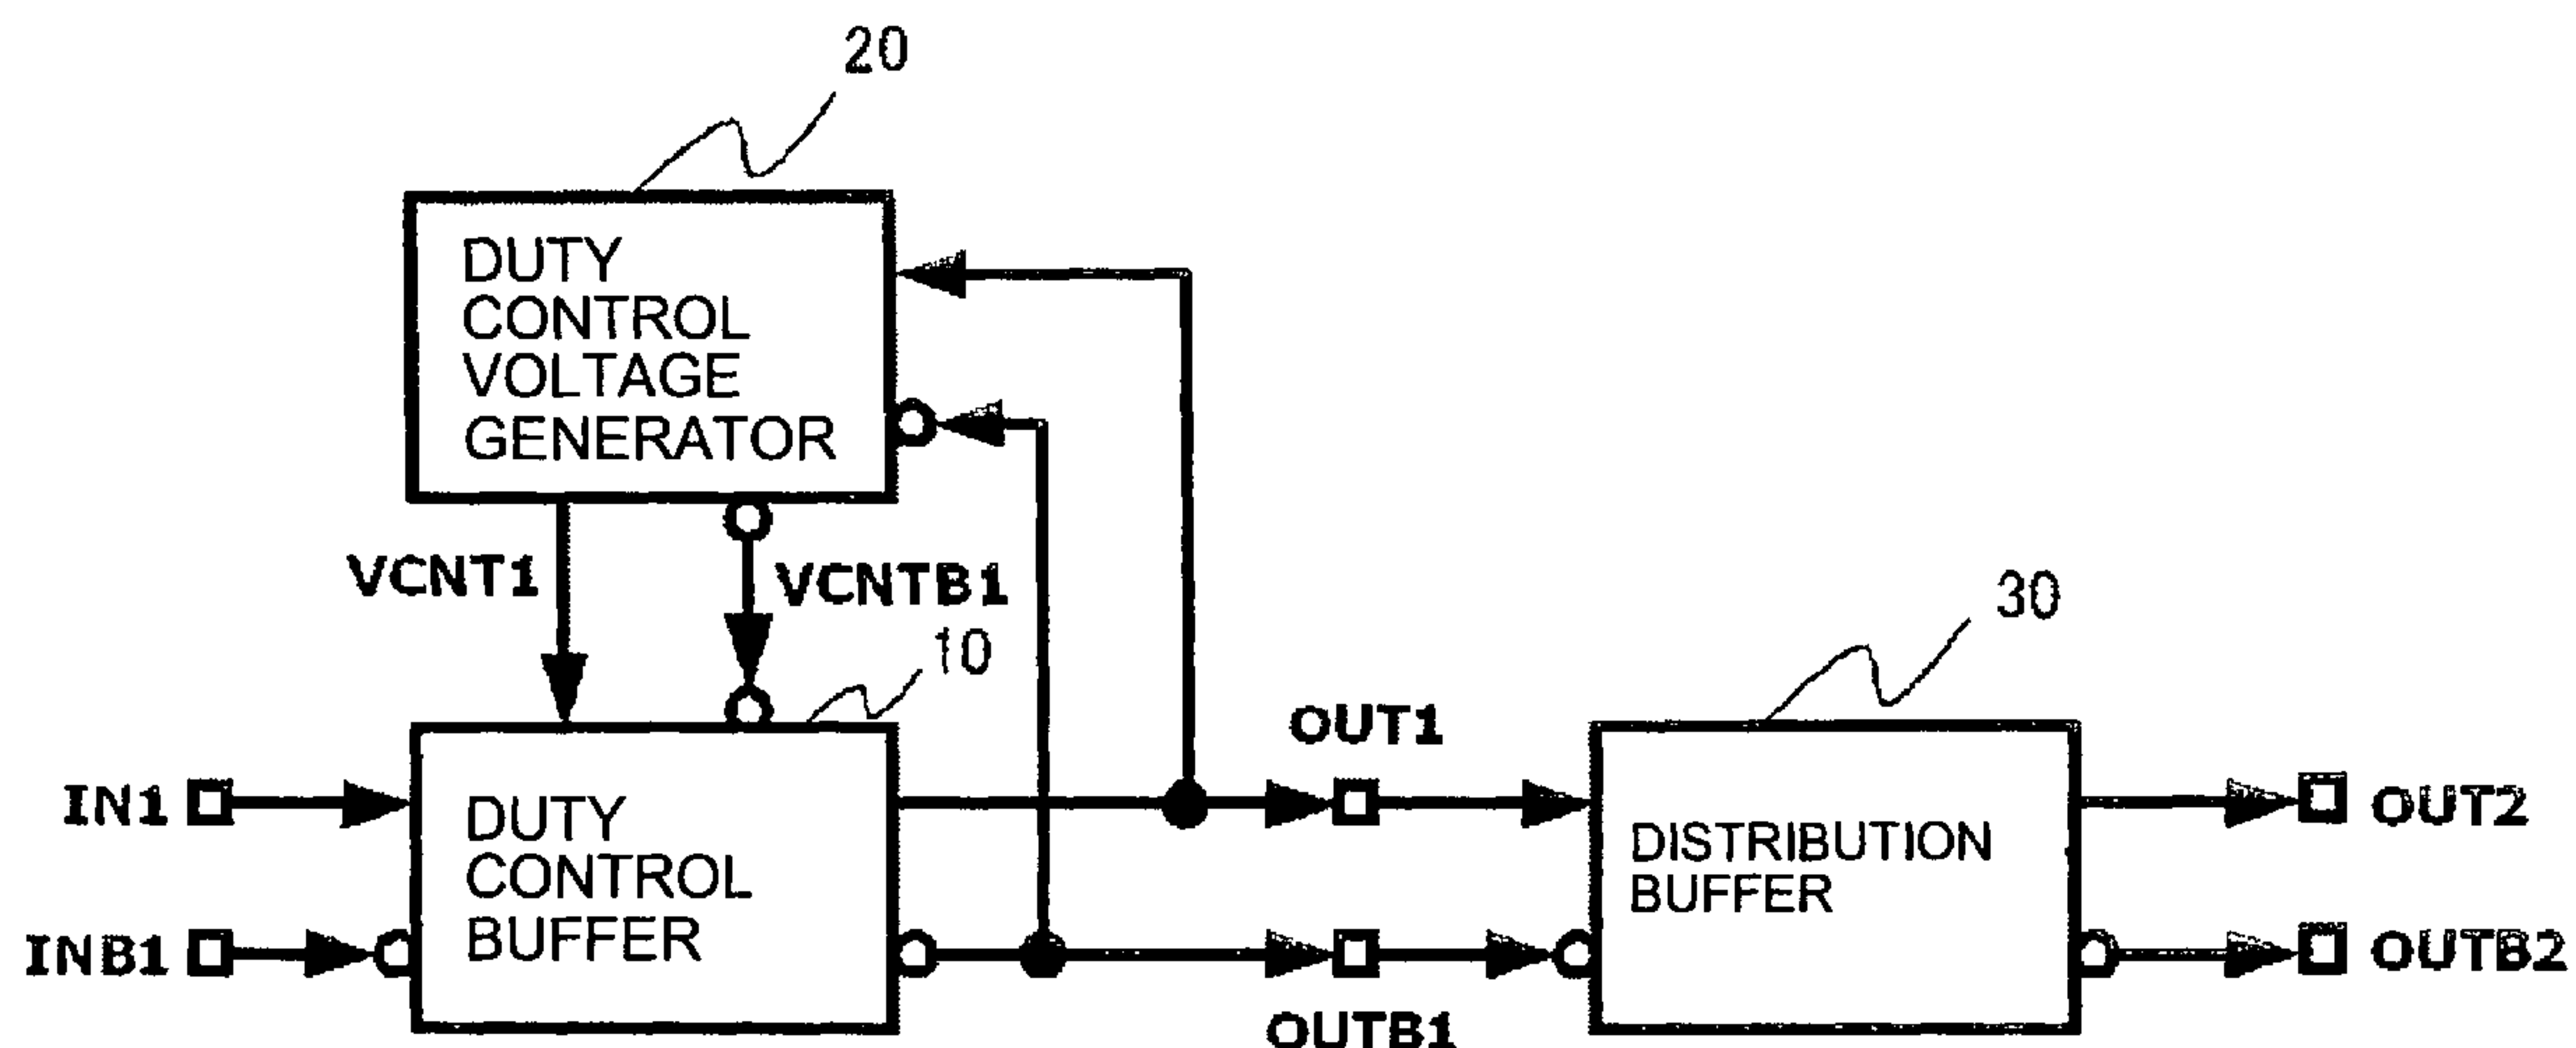 20
DUTY
CONTROL
VOLTAGE
GENERATOR
VCNT1
VCNTB1
10
30
OUT1
IN1
INB1
DUTY
CONTROL
BUFFER
DISTRIBUTION
BUFFER
OUT2
OUTB2
OUTB1